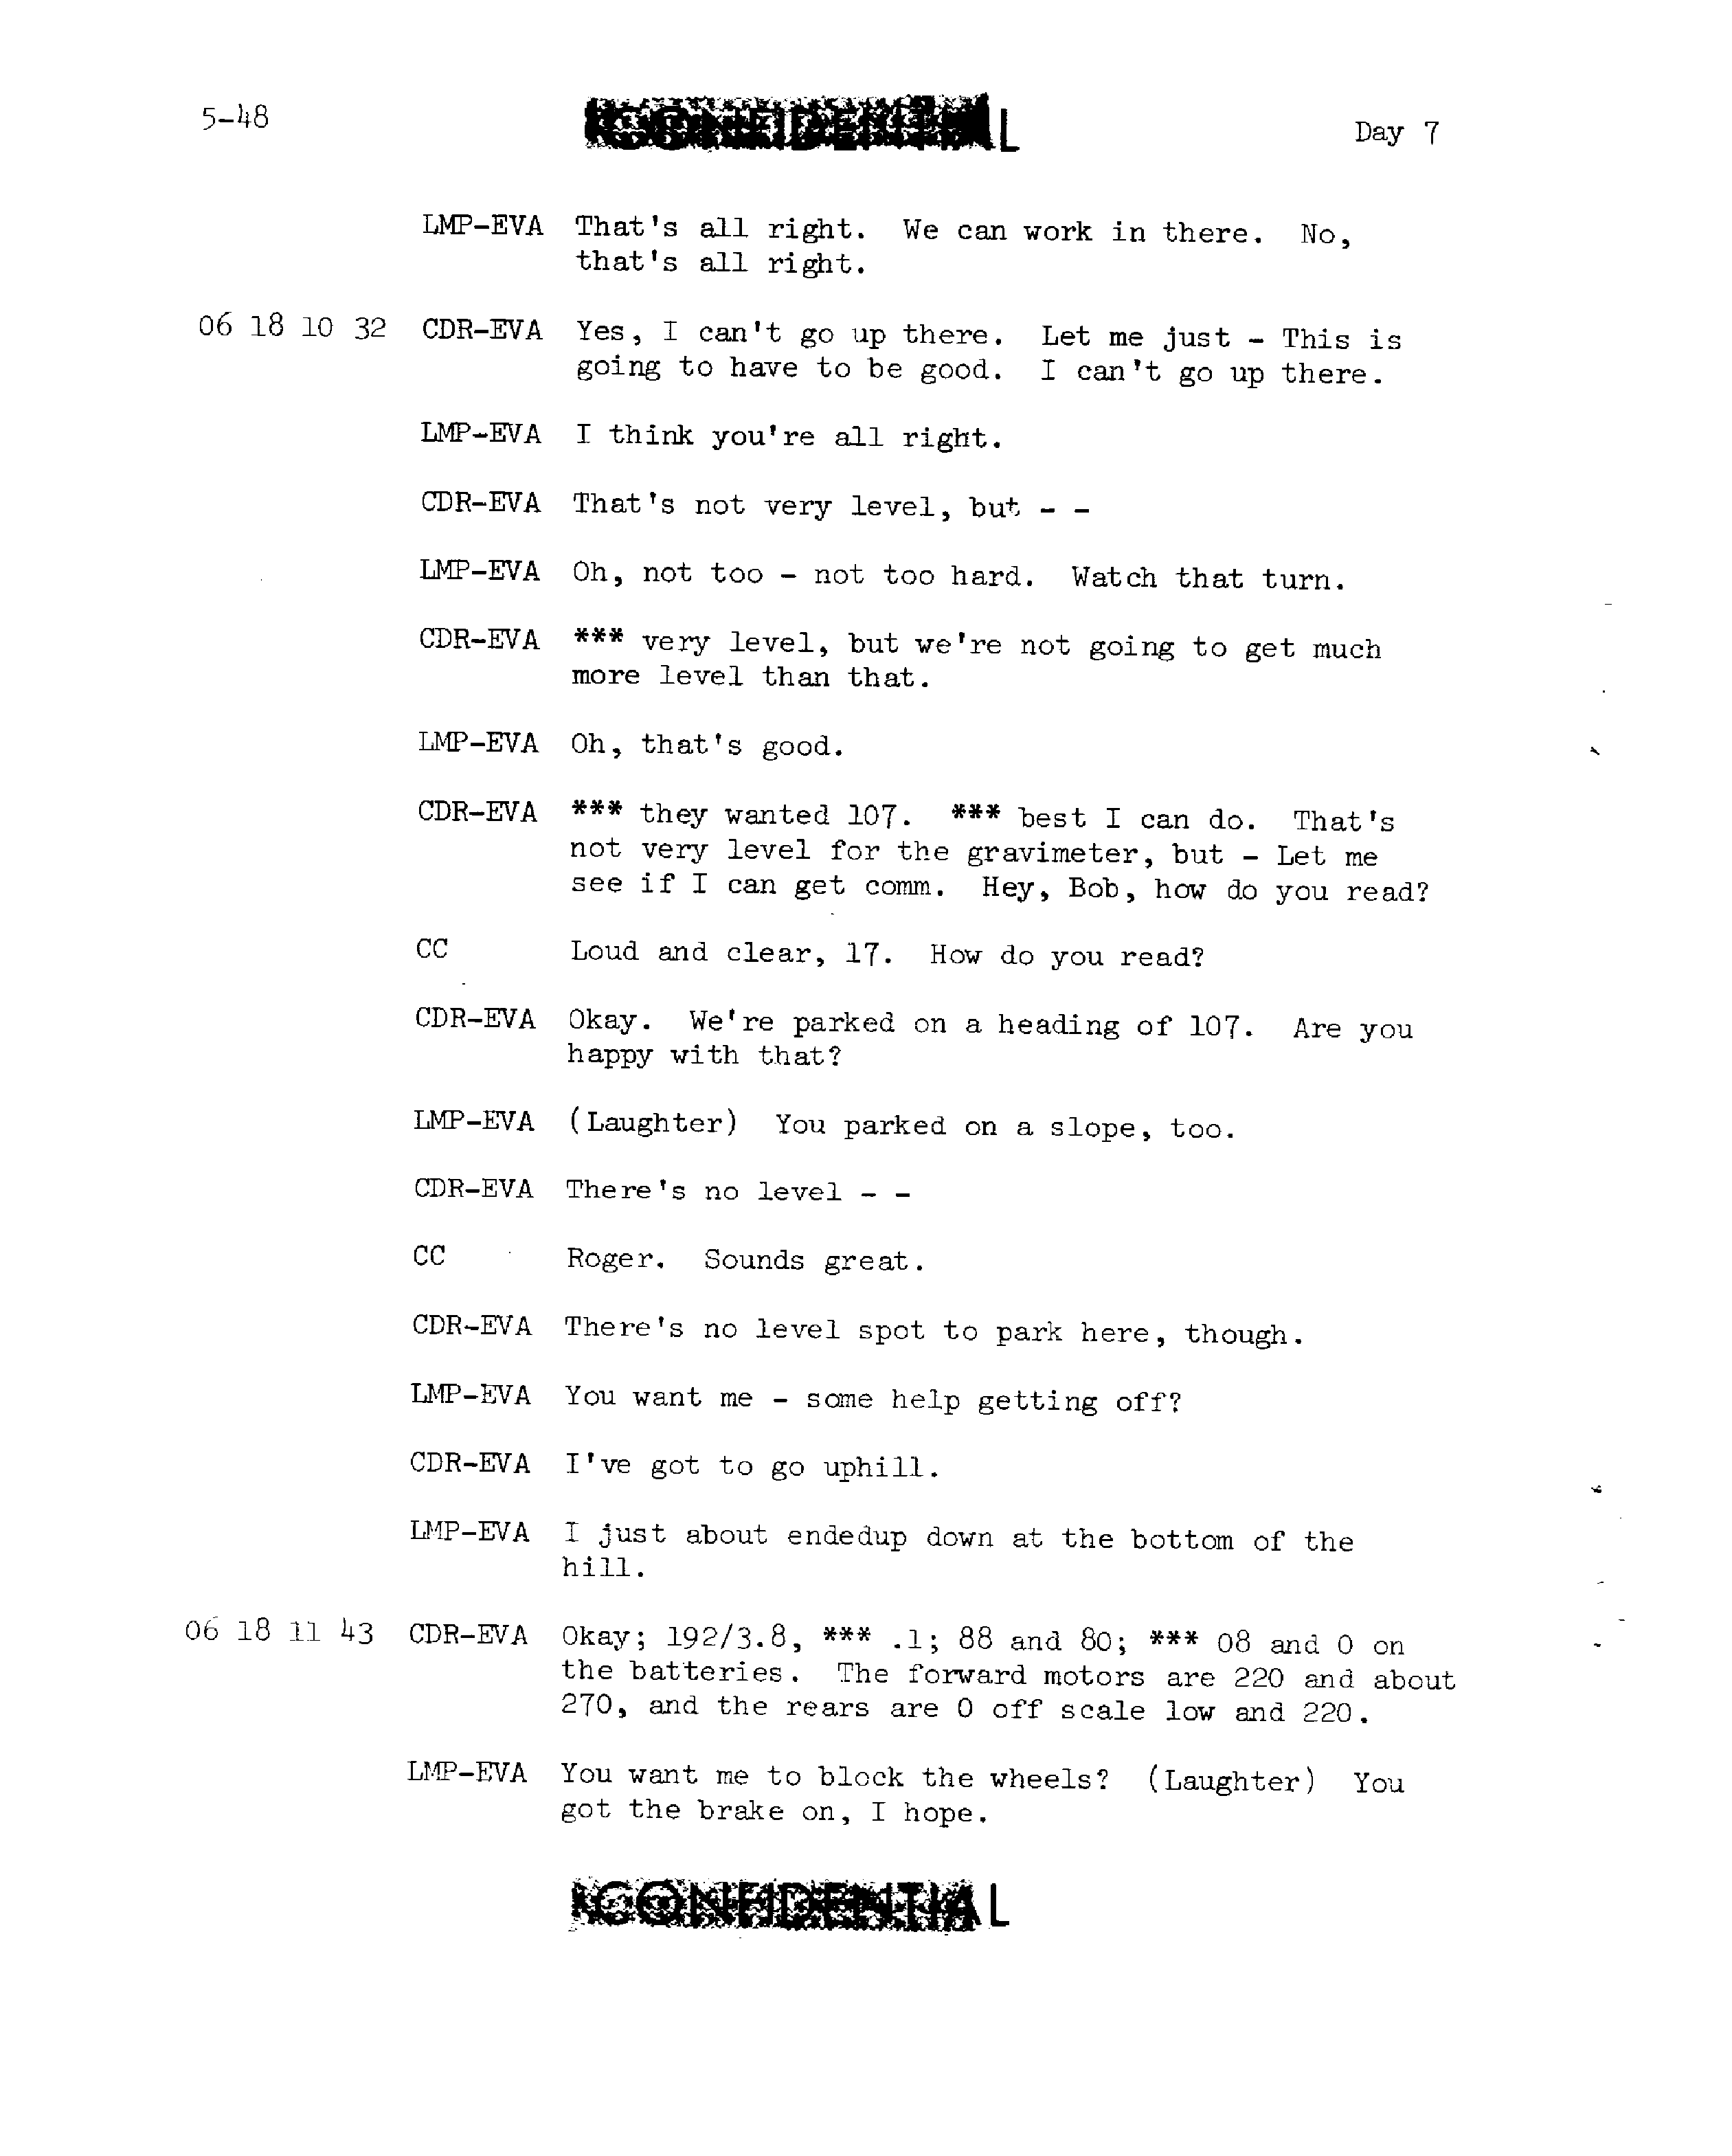 5-48
CONFIDENTIAL
Day 7
LMP-EVA That's all right. We can work in there. No,
that's all right.
06 18 10 32 CDR-EVA Yes, I can't go up there. Let me just - This is
going to have to be good. I can't go up there.
LMP-EVA I think you're all right.
CDR-EVA That's not very level, but - -
LMP-EVA Oh, not too - not too hard. Watch that turn.
CDR-EVA *** very level, but we're not going to get much
more level than that.
LMP-EVA Oh, that's good.
CDR-EVA *** they wanted 107. *** best I can do. That's
not very level for the gravimeter, but - Let me
see if I can get comm. Hey, Bob, how do you read?
CC Loud and clear, 17. How do you read?
CDR-EVA Okay. We're parked on a heading of 107. Are you
happy with that?
LMP-EVA (Laughter) You parked on a slope, too.
CDR-EVA There's no level - -
CC Roger. Sounds great.
CDR-EVA There's no level spot to park here, though.
LMP-EVA You want me - some help getting off?
CDR-EVA I've got to go uphill.
LMP-EVA I just about endedup down at the bottom of the
hill.
06 18 11 43 CDR-EVA Okay; 192/3.8, *** .1; 88 and 80; *** 08 and 0 on
the batteries. The forward motors are 220 and about
270, and the rears are 0 off scale low and 220.
LMP-EVA You want me to block the wheels? (Laughter) You
got the brake on, I hope.
CONFIDENTIAL